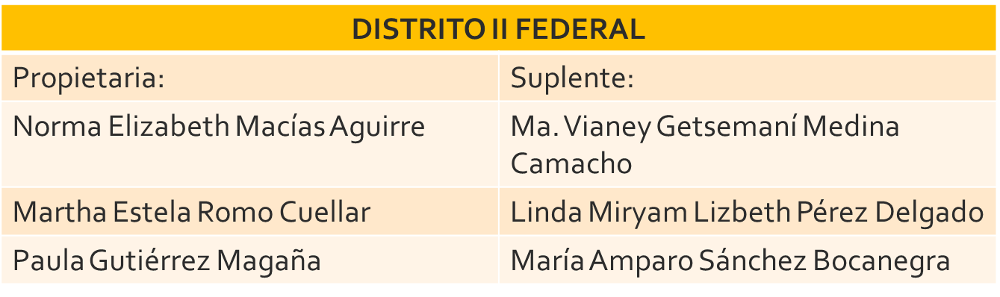 DISTRITO II FEDERAL
Propietaria:
Suplente:
Norma Elizabeth Macías Aguirre
Ma. Vianey Getsemaní Medina
Camacho
Martha Estela Romo Cuellar
Linda Miryam Lizbeth Pérez Delgado
Paula Gutiérrez Magaña
María Amparo Sánchez Bocanegra